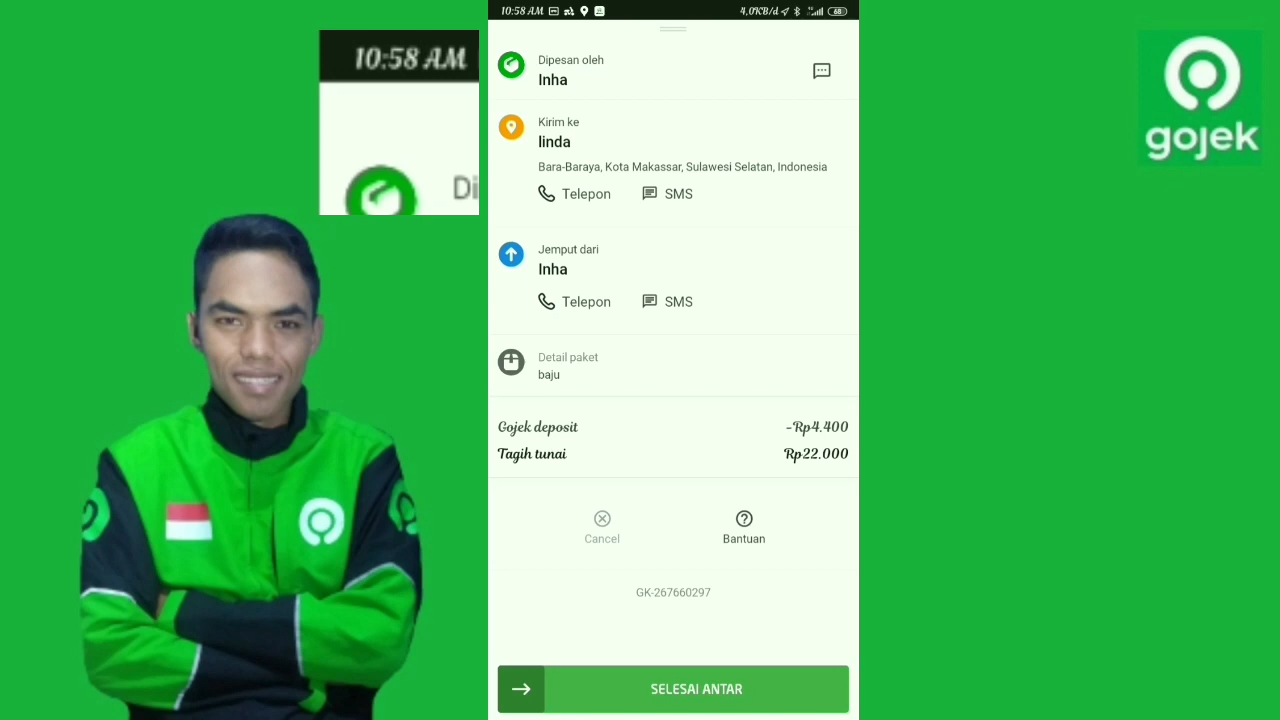 10:58 AM
Di
10:58 AM
4,0KB/d
68
Dipesan oleh
Inha
Kirim ke
linda
Bara-Baraya, Kota Makassar, Sulawesi Selatan, Indonesia
Telepon SMS
Jemput dari
Inha
Telepon SMS
Detail paket
baju
Gojek deposit -Rp4.400
Tagih tunai Rp22.000
Cancel Bantuan
GK-267660297
SELESAI ANTAR
gojek